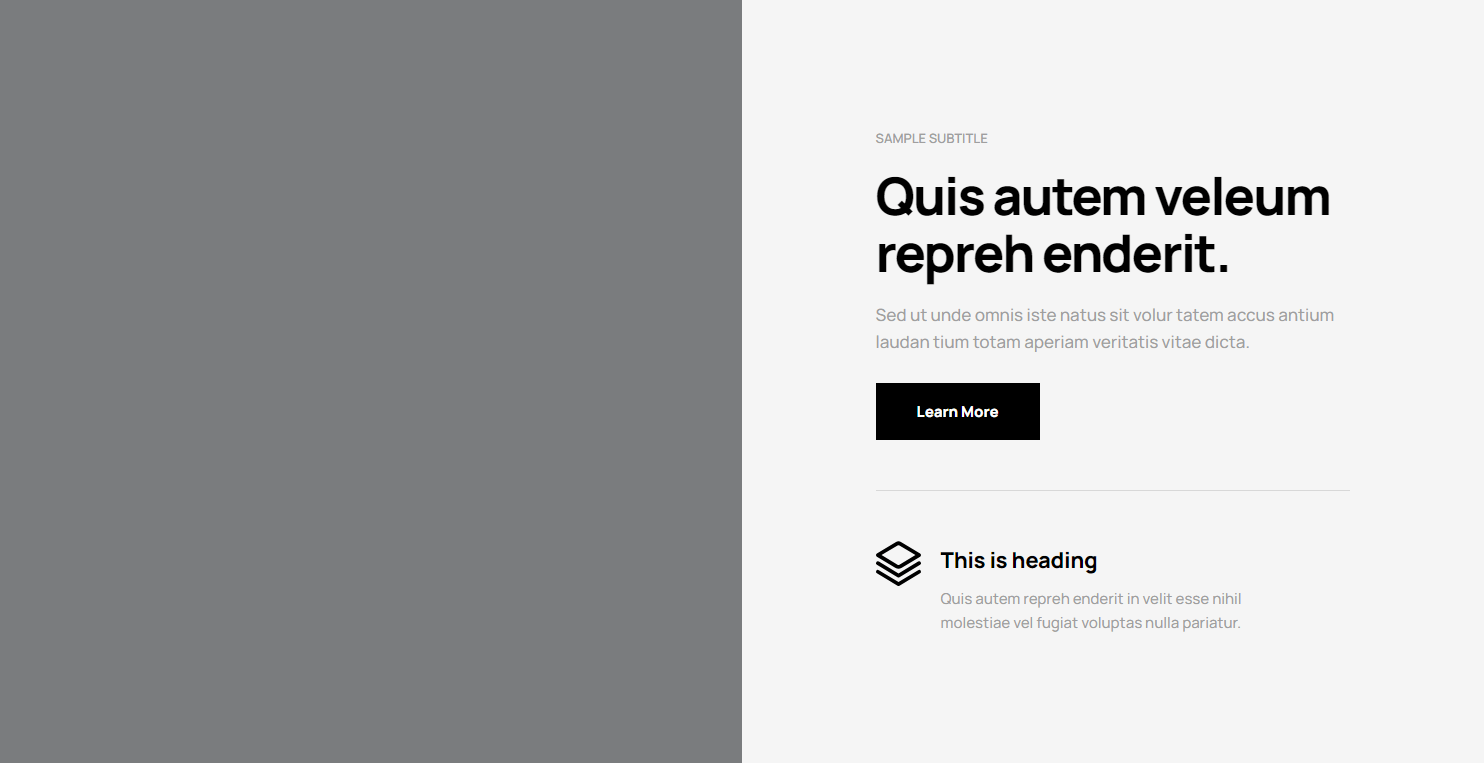 SAMPLE SUBTITLE
Quis autem veleum
repreh enderit.
Sed ut unde omnis iste natus sit volur tatem accus antium
laudan tium totam aperiam veritatis vitae dicta.
Learn More
This is heading
Quis autem repreh enderit in velit esse nihil
molestiae vel fugiat voluptas nulla pariatur.